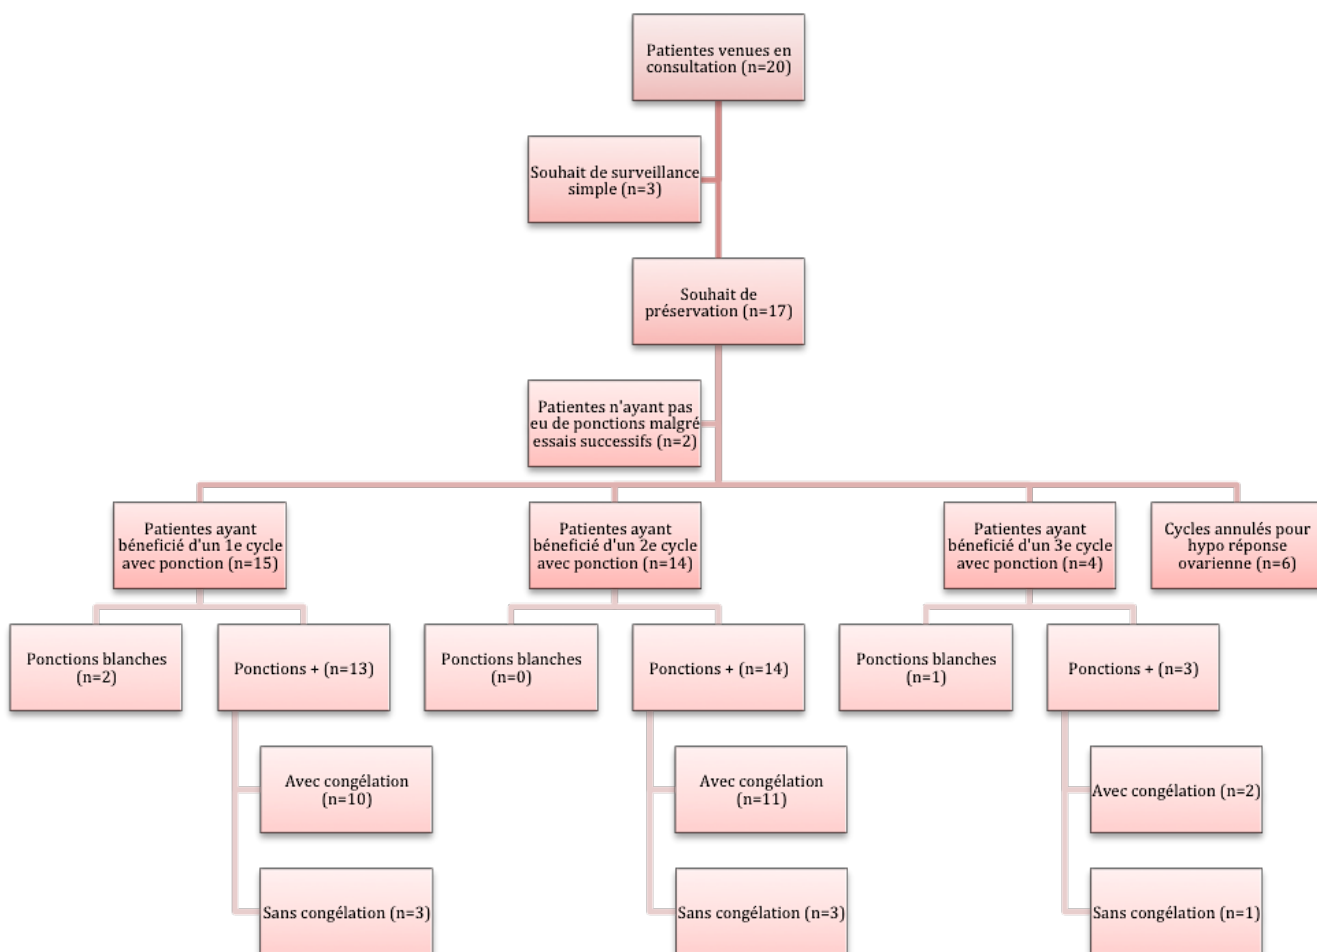 Patientes venues en
consultation (n=20)
Souhait de surveillance
simple (n=3)
Souhait de
préservation (n=17)
Patientes n'ayant pas
eu de ponctions malgré
essais successifs (n=2)
Patientes ayant
béneficié d'un 1e cycle
avec ponction (n=15)
Patientes ayant
béneficié d'un 2e cycle
avec ponction (n=14)
Patientes ayant
béneficié d'un 3e cycle
avec ponction (n=4)
Cycles annulés pour
hypo réponse
ovarienne (n=6)
Ponctions blanches
(n=2)
Ponctions + (n=13)
Ponctions blanches
(n=0)
Ponctions + (n=14)
Ponctions blanches
(n=1)
Ponctions + (n=3)
Avec congélation
(n=10)
Avec congélation
(n=11)
Avec congélation (n=2)
Sans congélation (n=3)
Sans congélation (n=3)
Sans congélation (n=1)